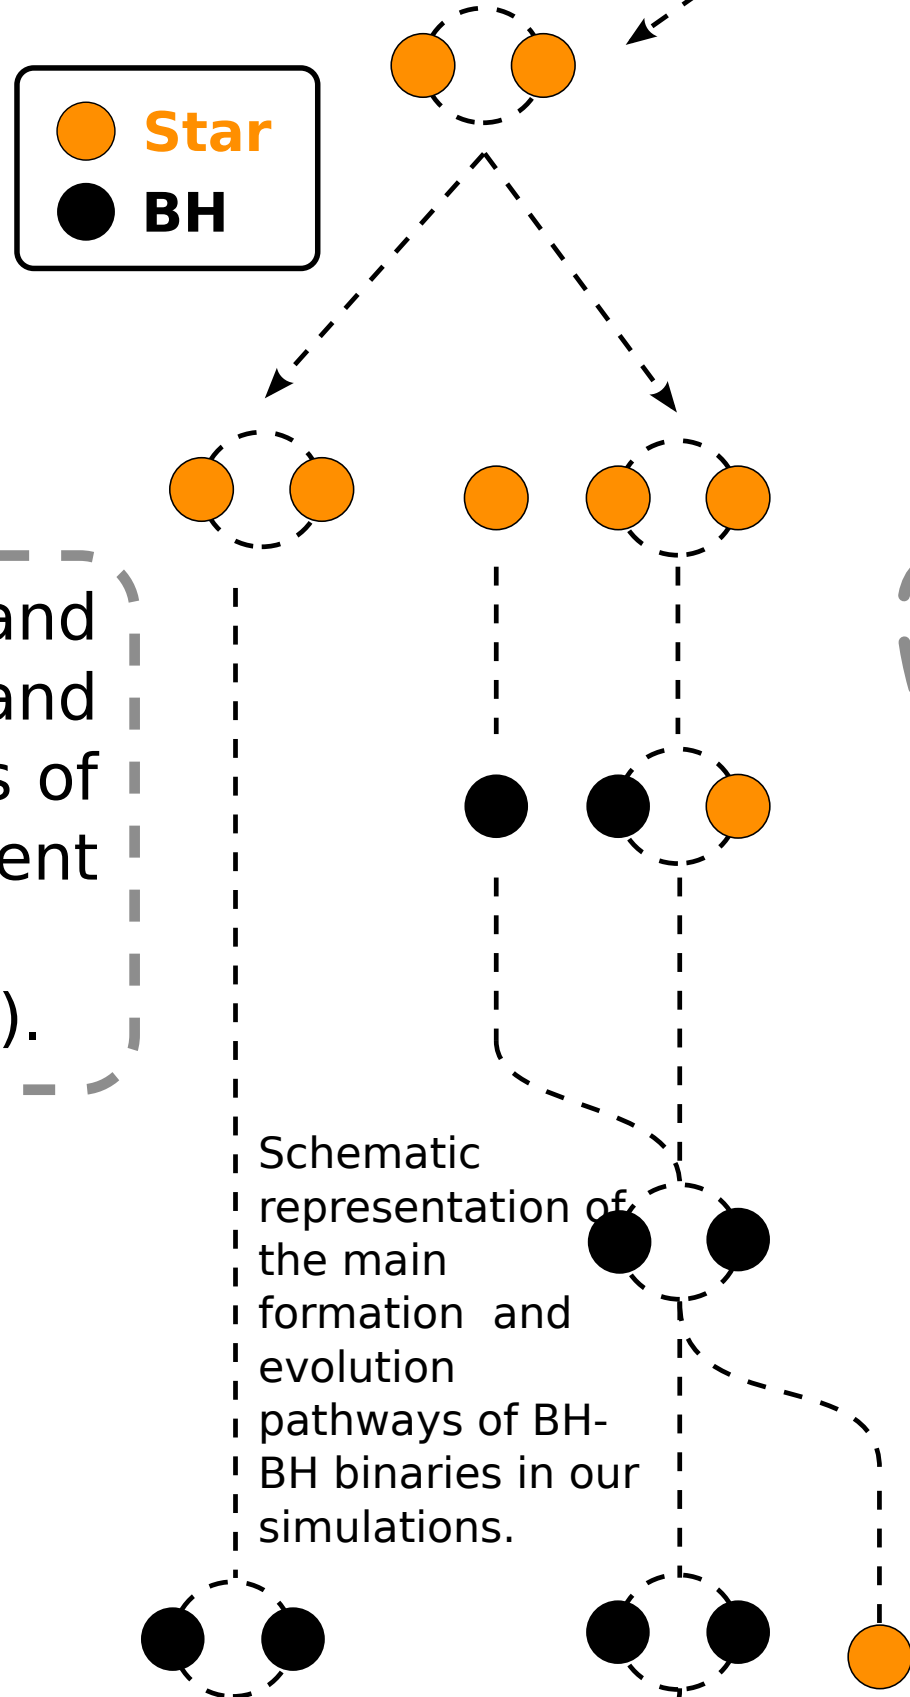 Star
BH
and
and
s of
ent
).
Schematic
representation of
the main
formation  and
evolution
pathways of BH-
BH binaries in our
simulations.